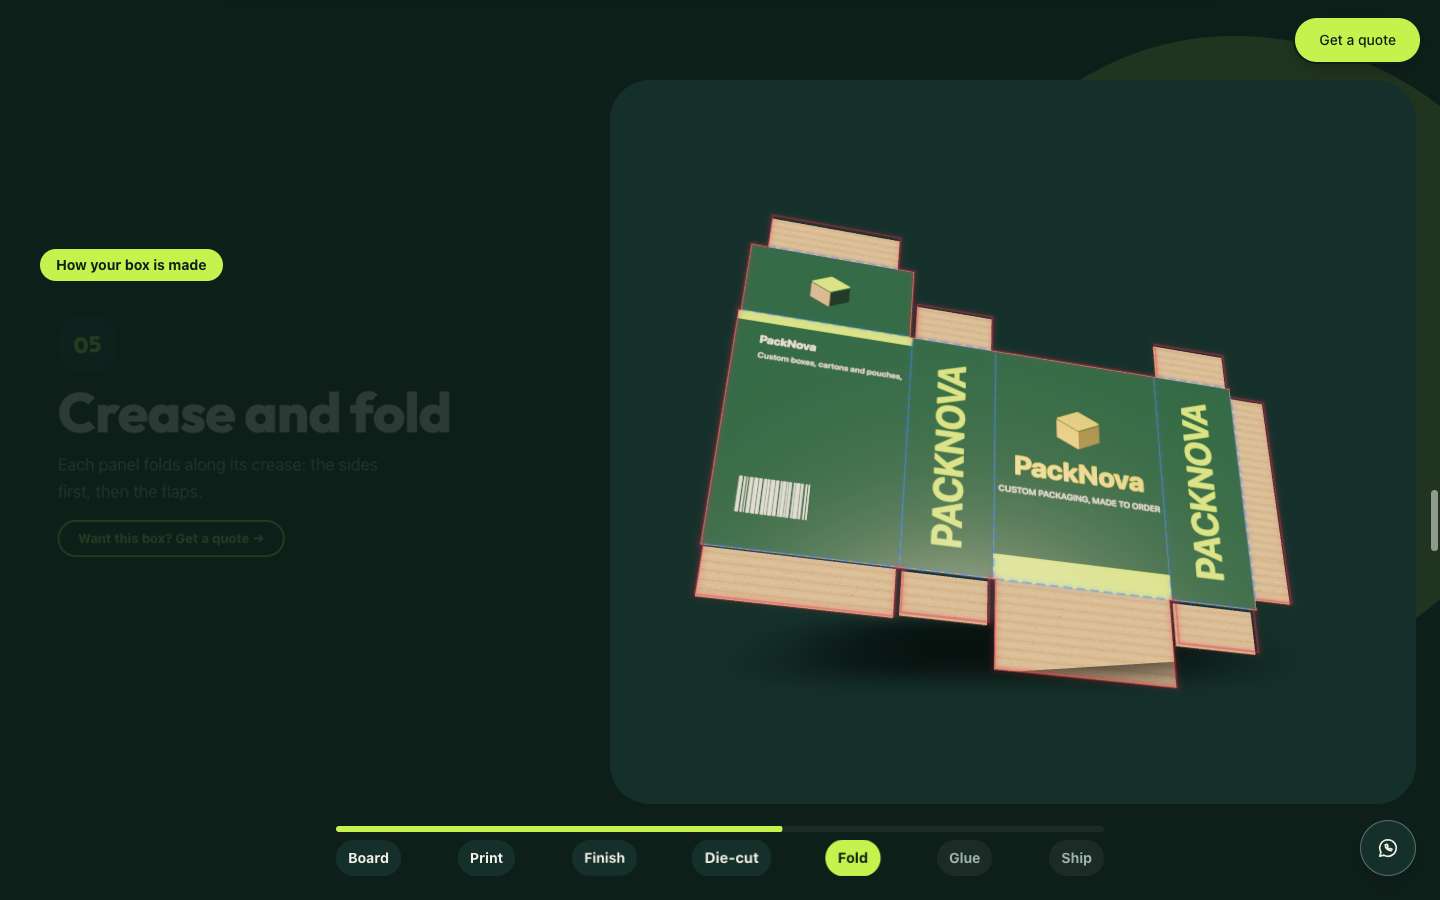 Get a quote
How your box is made
05
Crease and fold
Each panel folds along its crease: the sides
first, then the flaps.
Want this box? Get a quote →
PackNova
Custom boxes, cartons and pouches,
PACKNOVA
PackNova
CUSTOM PACKAGING, MADE TO ORDER
PACKNOVA
Board
Print
Finish
Die-cut
Fold
Glue
Ship